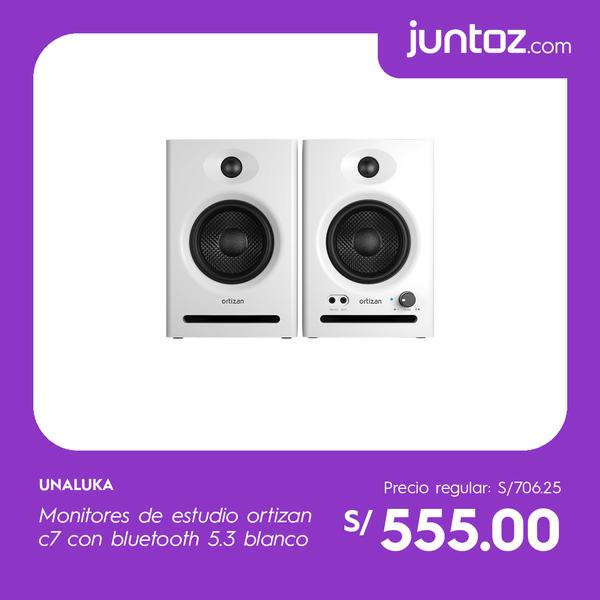 juntoz.com
ortizan
ortizan
UNALUKA
Monitores de estudio ortizan
c7 con bluetooth 5.3 blanco
Precio regular: S/706.25
S/ 555.00